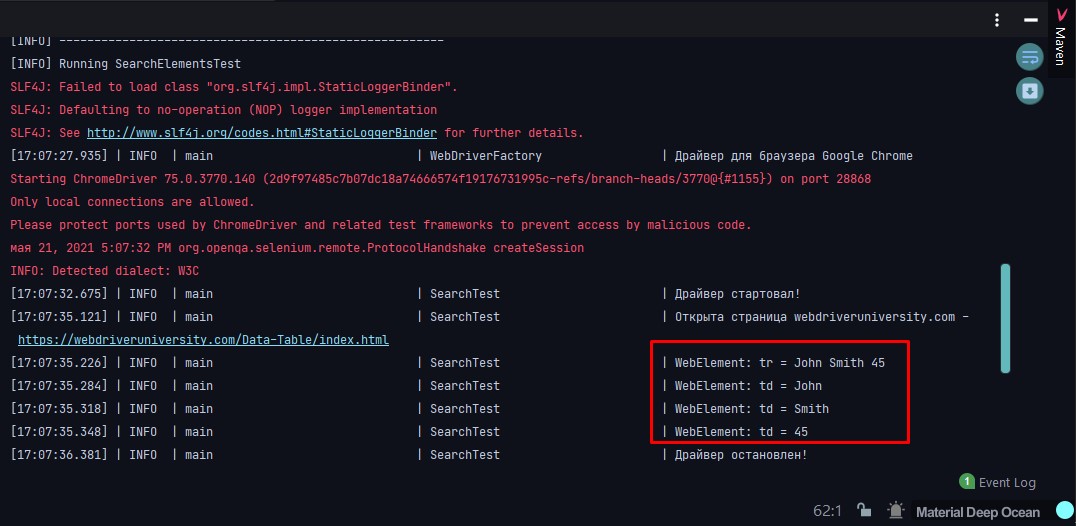 [INFO] -------------------------------------------------------
[INFO] Running SearchElementsTest
SLF4J: Failed to load class "org.slf4j.impl.StaticLoggerBinder".
SLF4J: Defaulting to no-operation (NOP) logger implementation
SLF4J: See http://www.slf4j.org/codes.html#StaticLoggerBinder for further details.
[17:07:27.935] | INFO | main | WebDriverFactory | Драйвер для браузера Google Chrome
Starting ChromeDriver 75.0.3770.140 (2d9f97485c7b07dc18a74666574f19176731995c-refs/branch-heads/3770@{#1155}) on port 28868
Only local connections are allowed.
Please protect ports used by ChromeDriver and related test frameworks to prevent access by malicious code.
мая 21, 2021 5:07:32 PM org.openqa.selenium.remote.ProtocolHandshake createSession
INFO: Detected dialect: W3C
[17:07:32.675] | INFO | main | SearchTest | Драйвер стартовал!
[17:07:35.121] | INFO | main | SearchTest | Открыта страница webdriveruniversity.com -
https://webdriveruniversity.com/Data-Table/index.html
[17:07:35.226] | INFO | main | SearchTest | WebElement: tr = John Smith 45
[17:07:35.284] | INFO | main | SearchTest | WebElement: td = John
[17:07:35.318] | INFO | main | SearchTest | WebElement: td = Smith
[17:07:35.348] | INFO | main | SearchTest | WebElement: td = 45
[17:07:36.381] | INFO | main | SearchTest | Драйвер остановлен!
Maven
1 Event Log
62:1 Material Deep Ocean